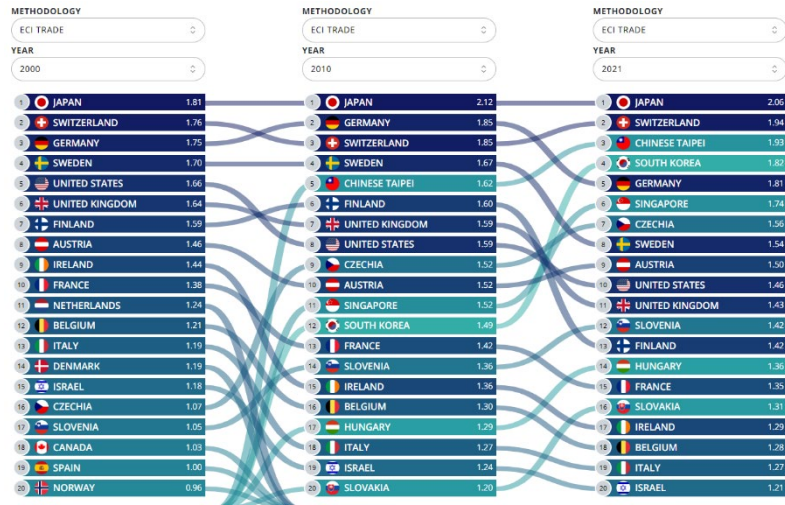 METHODOLOGY
ECI TRADE
YEAR
2000
1 JAPAN 1.81
2 SWITZERLAND 1.76
3 GERMANY 1.75
4 SWEDEN 1.70
5 UNITED STATES 1.66
6 UNITED KINGDOM 1.64
7 FINLAND 1.59
8 AUSTRIA 1.46
9 IRELAND 1.44
10 FRANCE 1.38
11 NETHERLANDS 1.24
12 BELGIUM 1.21
13 ITALY 1.19
14 DENMARK 1.19
15 ISRAEL 1.18
16 CZECHIA 1.07
17 SLOVENIA 1.05
18 CANADA 1.03
19 SPAIN 1.00
20 NORWAY 0.96
METHODOLOGY
ECI TRADE
YEAR
2010
1 JAPAN 2.12
2 GERMANY 1.85
3 SWITZERLAND 1.85
4 SWEDEN 1.67
5 CHINESE TAIPEI 1.62
6 FINLAND 1.60
7 UNITED KINGDOM 1.59
8 UNITED STATES 1.59
9 CZECHIA 1.52
10 AUSTRIA 1.52
11 SINGAPORE 1.52
12 SOUTH KOREA 1.49
13 FRANCE 1.42
14 SLOVENIA 1.36
15 IRELAND 1.36
16 BELGIUM 1.30
17 HUNGARY 1.29
18 ITALY 1.27
19 ISRAEL 1.24
20 SLOVAKIA 1.20
METHODOLOGY
ECI TRADE
YEAR
2021
1 JAPAN 2.06
2 SWITZERLAND 1.94
3 CHINESE TAIPEI 1.93
4 SOUTH KOREA 1.82
5 GERMANY 1.81
6 SINGAPORE 1.74
7 CZECHIA 1.56
8 SWEDEN 1.54
9 AUSTRIA 1.50
10 UNITED STATES 1.46
11 UNITED KINGDOM 1.43
12 SLOVENIA 1.42
13 FINLAND 1.42
14 HUNGARY 1.36
15 FRANCE 1.35
16 SLOVAKIA 1.31
17 IRELAND 1.29
18 BELGIUM 1.28
19 ITALY 1.27
20 ISRAEL 1.21